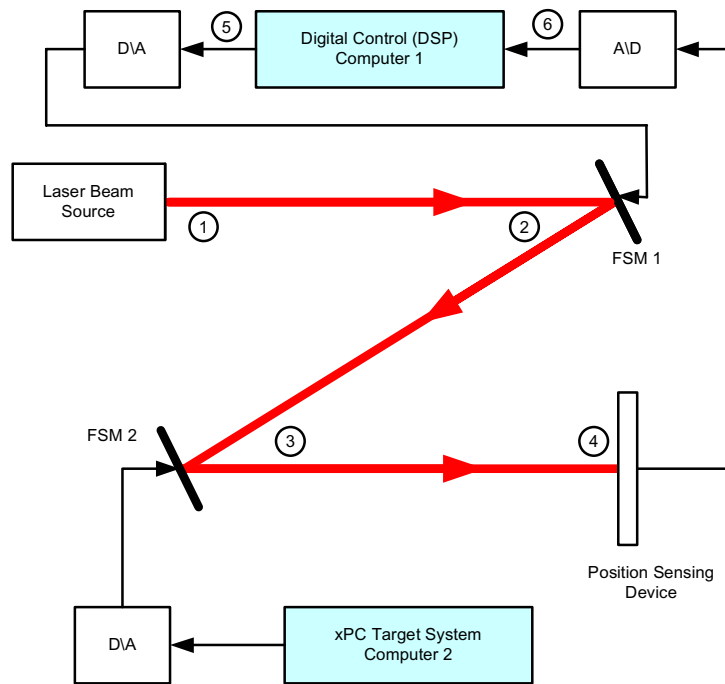 D\A
5
Digital Control (DSP)
Computer 1
6
A\D
Laser Beam
Source
1
2
FSM 1
FSM 2
3
4
Position Sensing
Device
D\A
xPC Target System
Computer 2